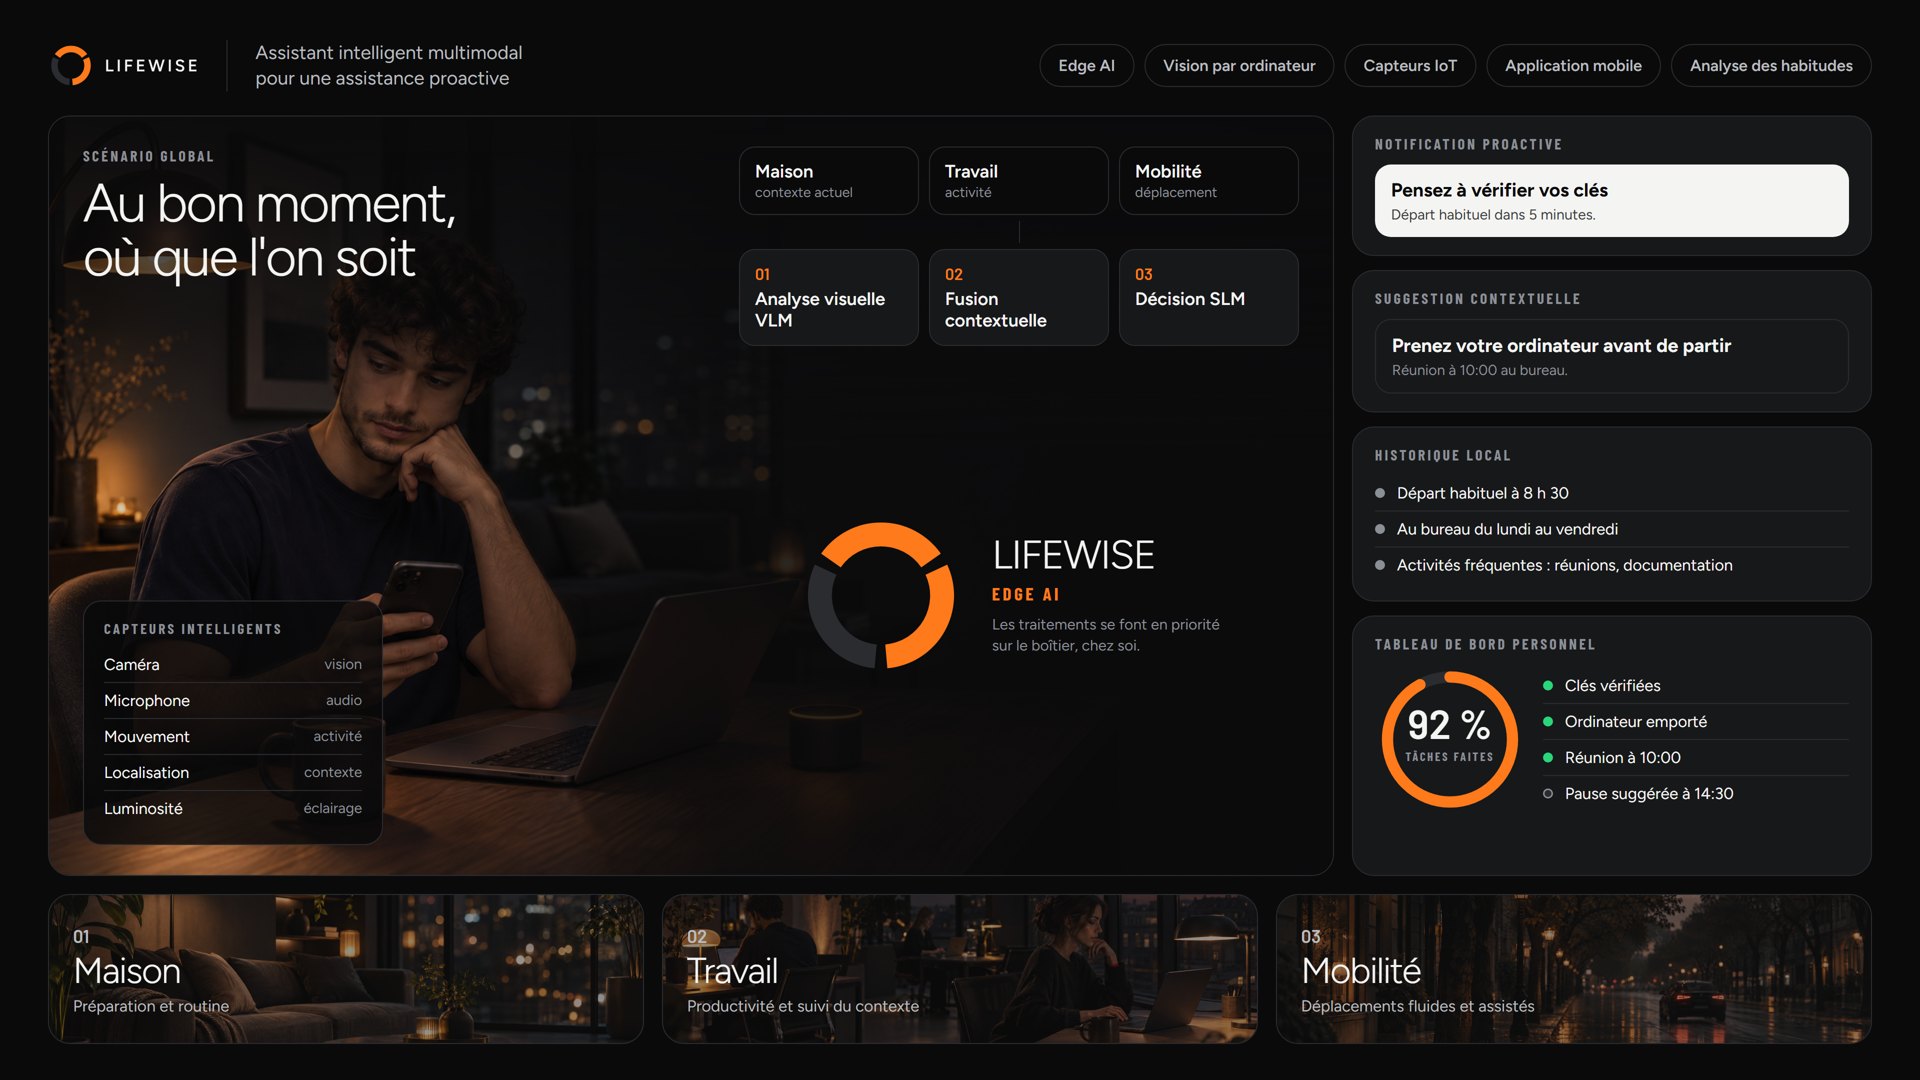 LIFEWISE
Assistant intelligent multimodal
pour une assistance proactive
Edge AI
Vision par ordinateur
Capteurs IoT
Application mobile
Analyse des habitudes
SCÉNARIO GLOBAL
Au bon moment,
où que l'on soit
Maison
contexte actuel
Travail
activité
Mobilité
déplacement
01
Analyse visuelle
VLM
02
Fusion
contextuelle
03
Décision SLM
LIFEWISE
EDGE AI
Les traitements se font en priorité
sur le boîtier, chez soi.
CAPTEURS INTELLIGENTS
Caméra vision
Microphone audio
Mouvement activité
Localisation contexte
Luminosité éclairage
NOTIFICATION PROACTIVE
Pensez à vérifier vos clés
Départ habituel dans 5 minutes.
SUGGESTION CONTEXTUELLE
Prenez votre ordinateur avant de partir
Réunion à 10:00 au bureau.
HISTORIQUE LOCAL
Départ habituel à 8 h 30
Au bureau du lundi au vendredi
Activités fréquentes : réunions, documentation
TABLEAU DE BORD PERSONNEL
92 %
TÂCHES FAITES
Clés vérifiées
Ordinateur emporté
Réunion à 10:00
Pause suggérée à 14:30
01
Maison
Préparation et routine
02
Travail
Productivité et suivi du contexte
03
Mobilité
Déplacements fluides et assistés